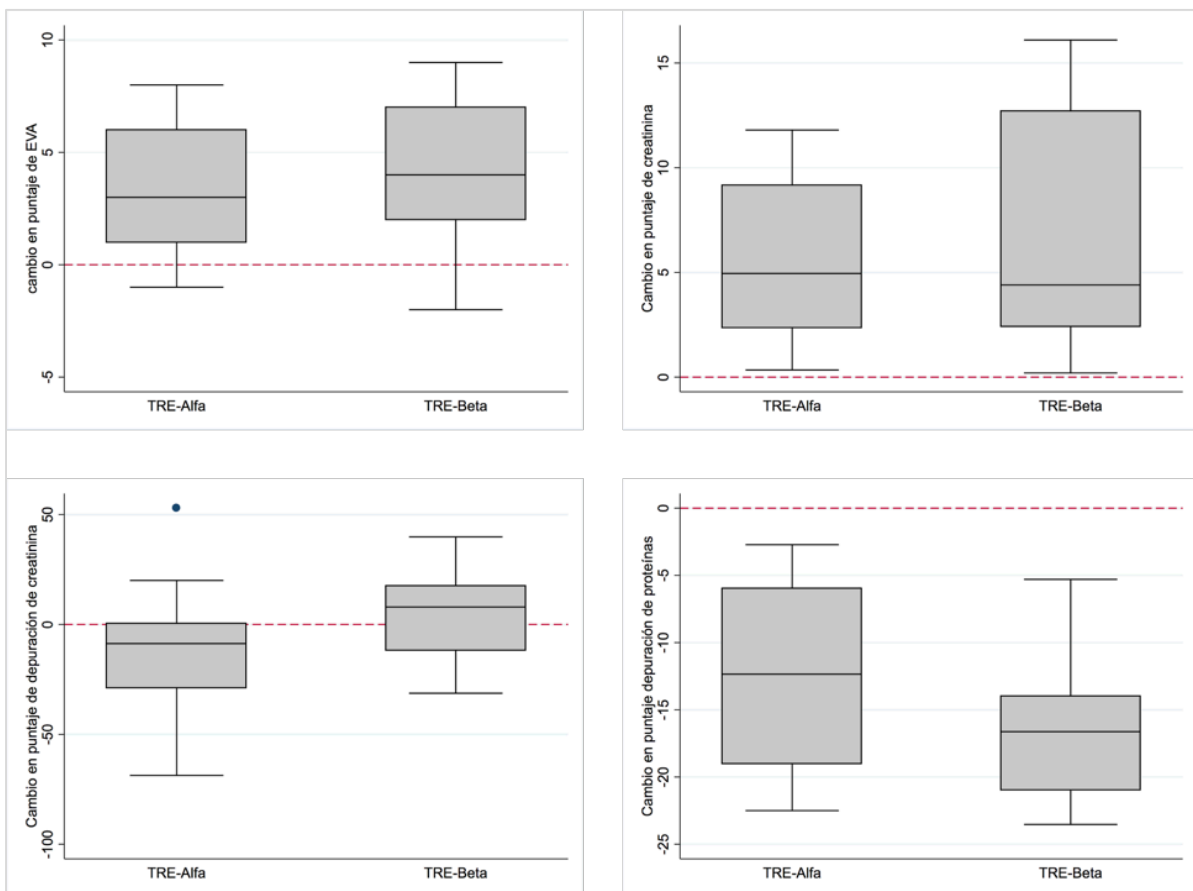 cambio en puntaje de EVA
10
5
0
-5
TRE-Alfa
TRE-Beta
Cambio en puntaje de creatinina
15
10
5
0
TRE-Alfa
TRE-Beta
Cambio en puntaje de depuración de creatinina
50
0
-50
-100
TRE-Alfa
TRE-Beta
Cambio en puntaje depuración de proteínas
0
-5
-10
-15
-20
-25
TRE-Alfa
TRE-Beta